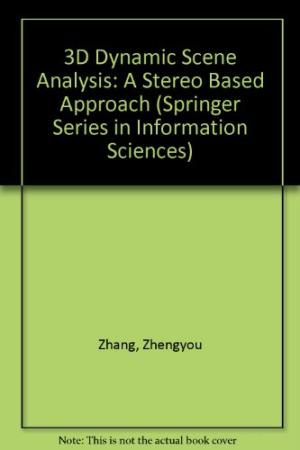 3D Dynamic Scene
Analysis: A Stereo Based
Approach (Springer
Series in Information
Sciences)
Zhang, Zhengyou
Note: This is not the actual book cover